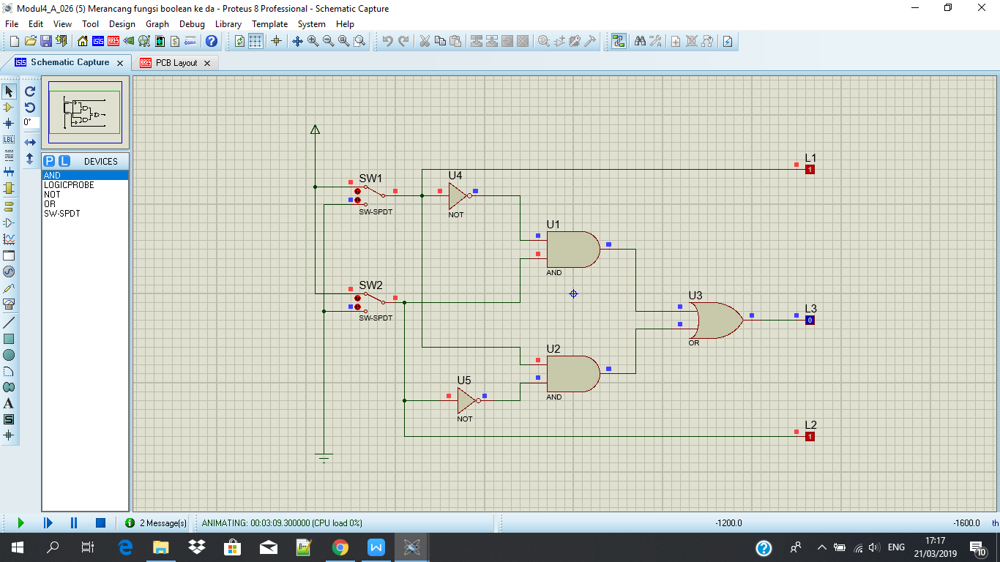 Modul4_A_026 (5) Merancang fungsi boolean ke da - Proteus 8 Professional - Schematic Capture
File Edit View Tool Design Graph Debug Library Template System Help
Schematic Capture PCB Layout
0°
LBL
P L DEVICES
AND
LOGICPROBE
NOT
OR
SW-SPDT
A
S
L1
1
SW1
U4
SW-SPDT
NOT
U1
AND
SW2
SW-SPDT
U3
L3
0
OR
U2
AND
U5
NOT
L2
1
2 Message(s) ANIMATING: 00:03:09.300000 (CPU load 0%) -1200.0 -1600.0 th
ENG 17:17
21/03/2019
10